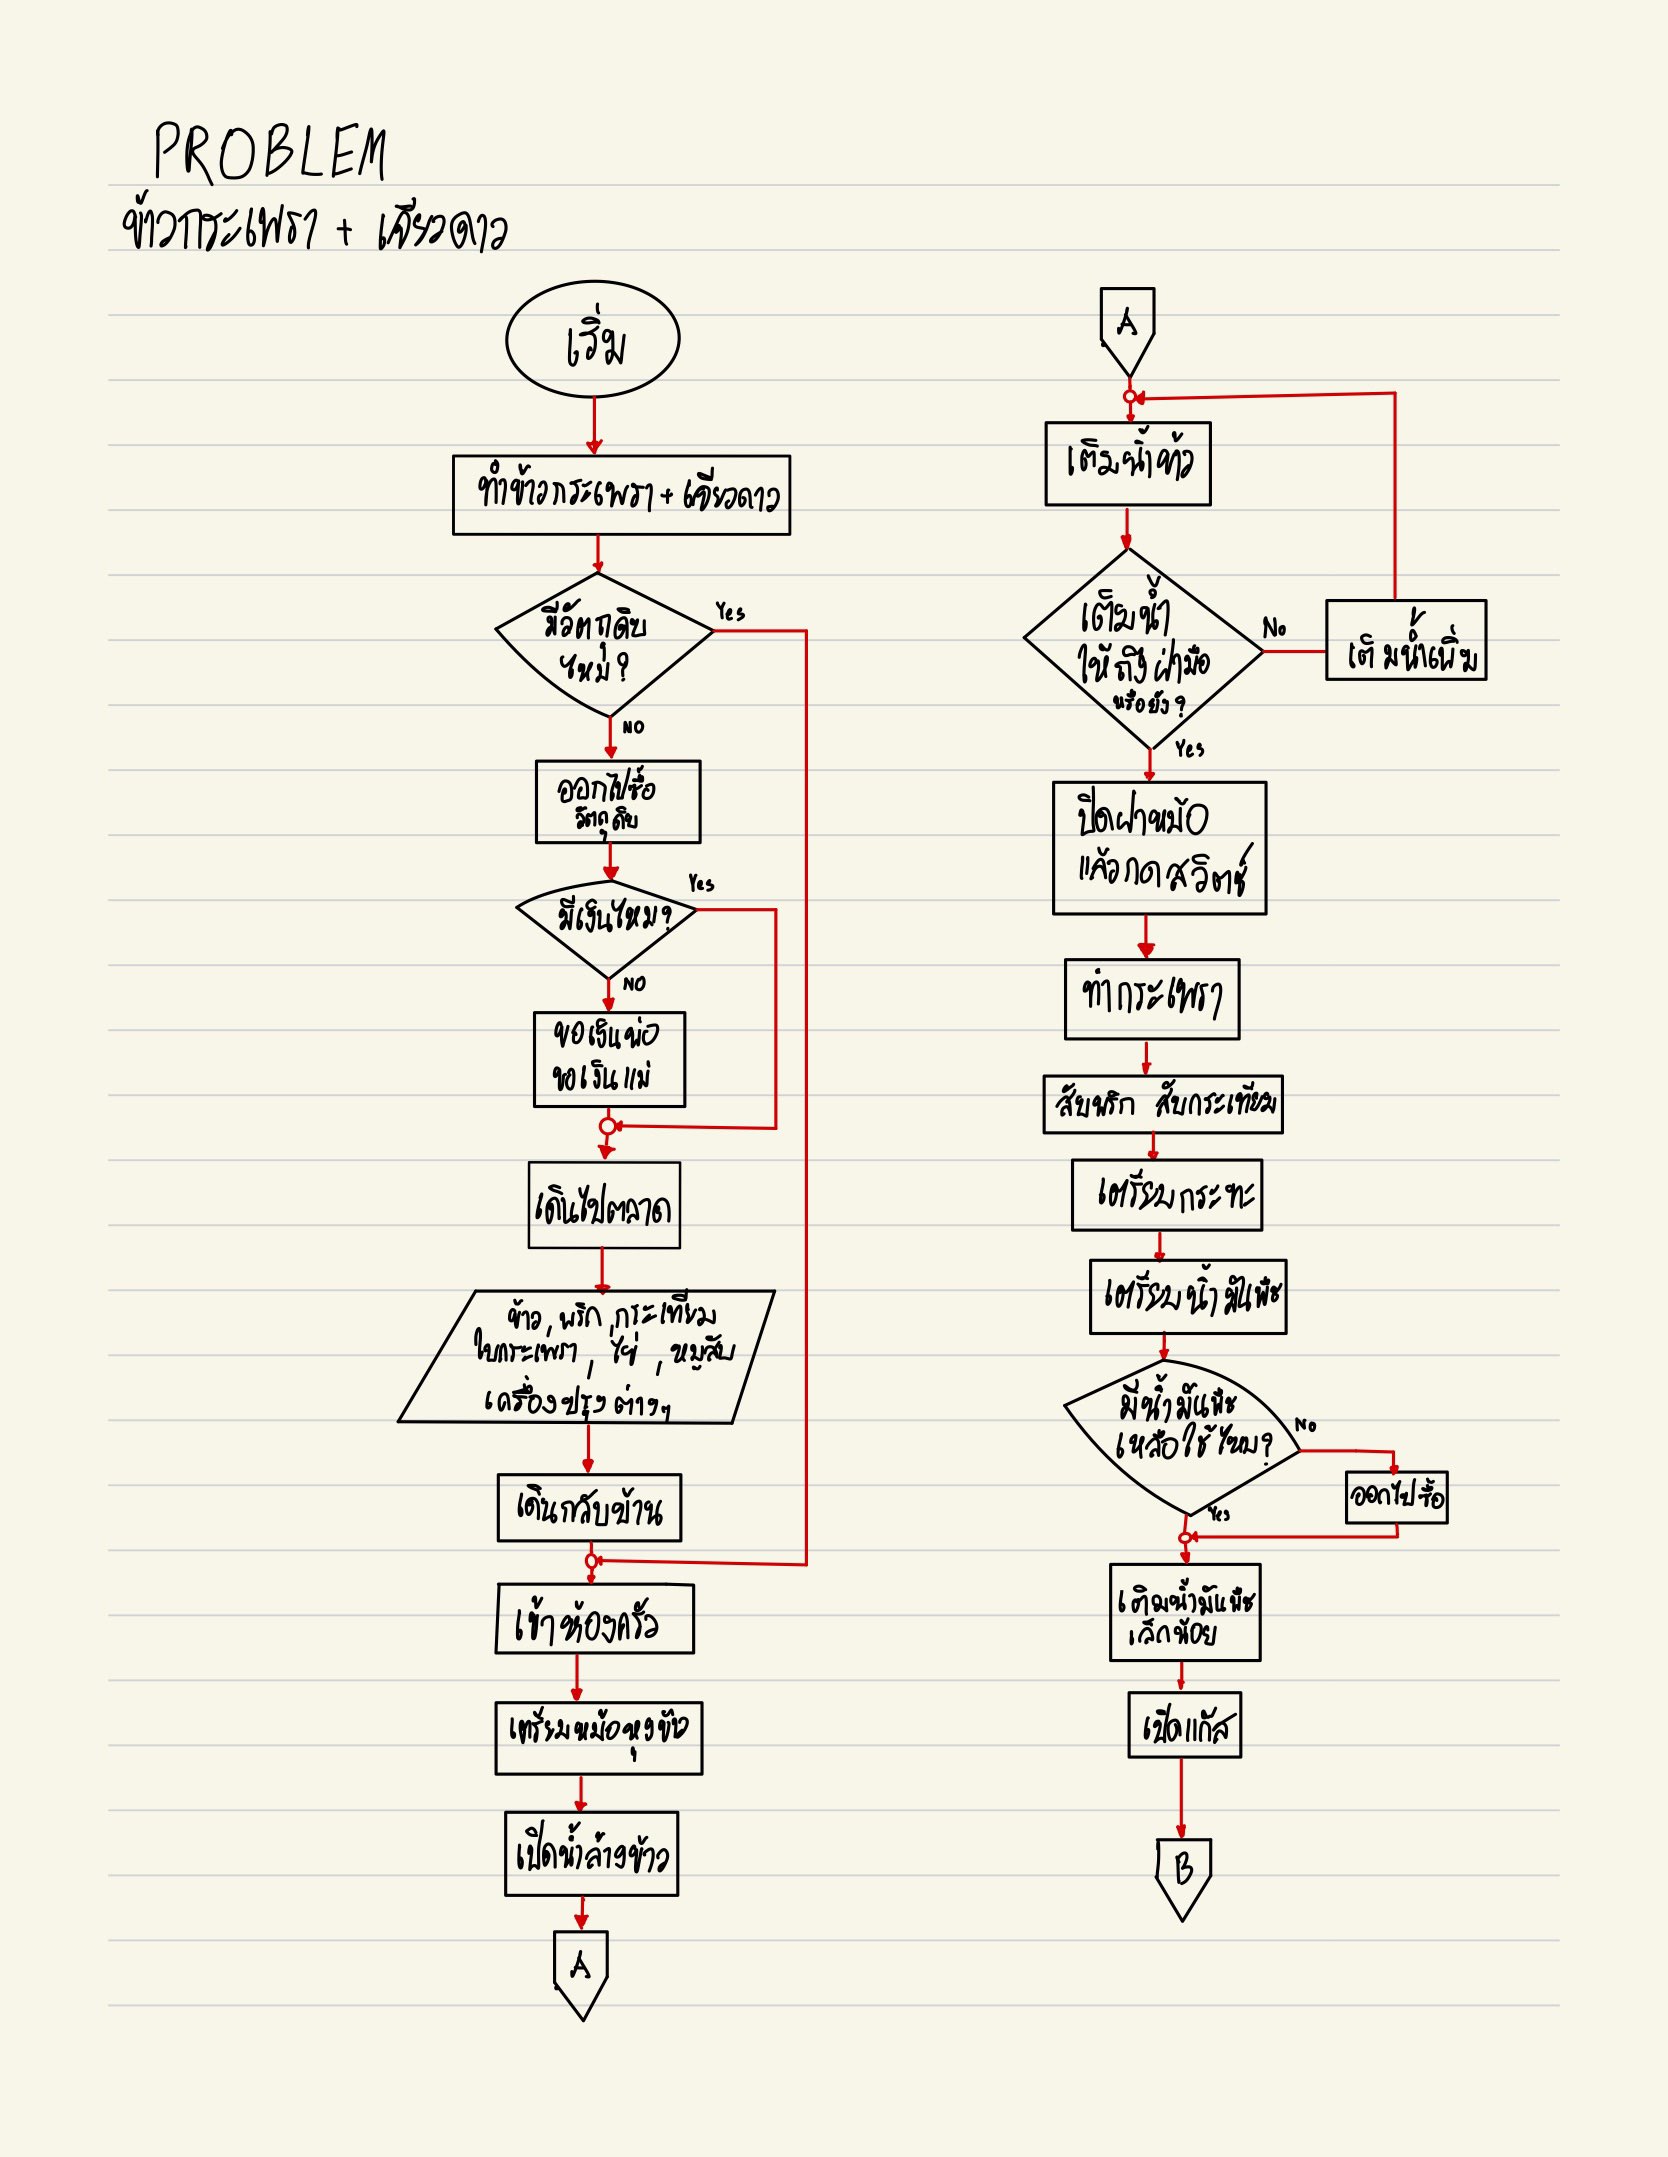 PROBLEM
ข้าวกระเพรา + เจียวดาว
เริ่ม
ทำข้าวกระเพรา + เจียวดาว
มีวัตถุดิบ
ไหม?
Yes
NO
ออกไปซื้อ
วัตถุดิบ
มีเงินไหม?
Yes
NO
ขอเงินพ่อ
ขอเงินแม่
เดินไปตลาด
ข้าว, พริก, กระเทียม
ใบกระเพรา, ไข่, หมูสับ
เครื่องปรุงต่างๆ
เดินกลับบ้าน
เข้าห้องครัว
เตรียมหม้อหุงข้าว
เปิดน้ำล้างข้าว
A
A
เติมน้ำข้าว
เติมน้ำ
ให้ถึงฝ่ามือ
หรือยัง?
No
เติมน้ำเพิ่ม
Yes
ปิดฝาหม้อ
แล้วกดสวิตช์
ทำกระเพรา
สับพริก สับกระเทียม
เตรียมกระทะ
เตรียมน้ำมันพืช
มีน้ำมันพืช
เหลือใช้ไหม?
No
ออกไปซื้อ
Yes
เติมน้ำมันพืช
เล็กน้อย
เปิดแก๊ส
B